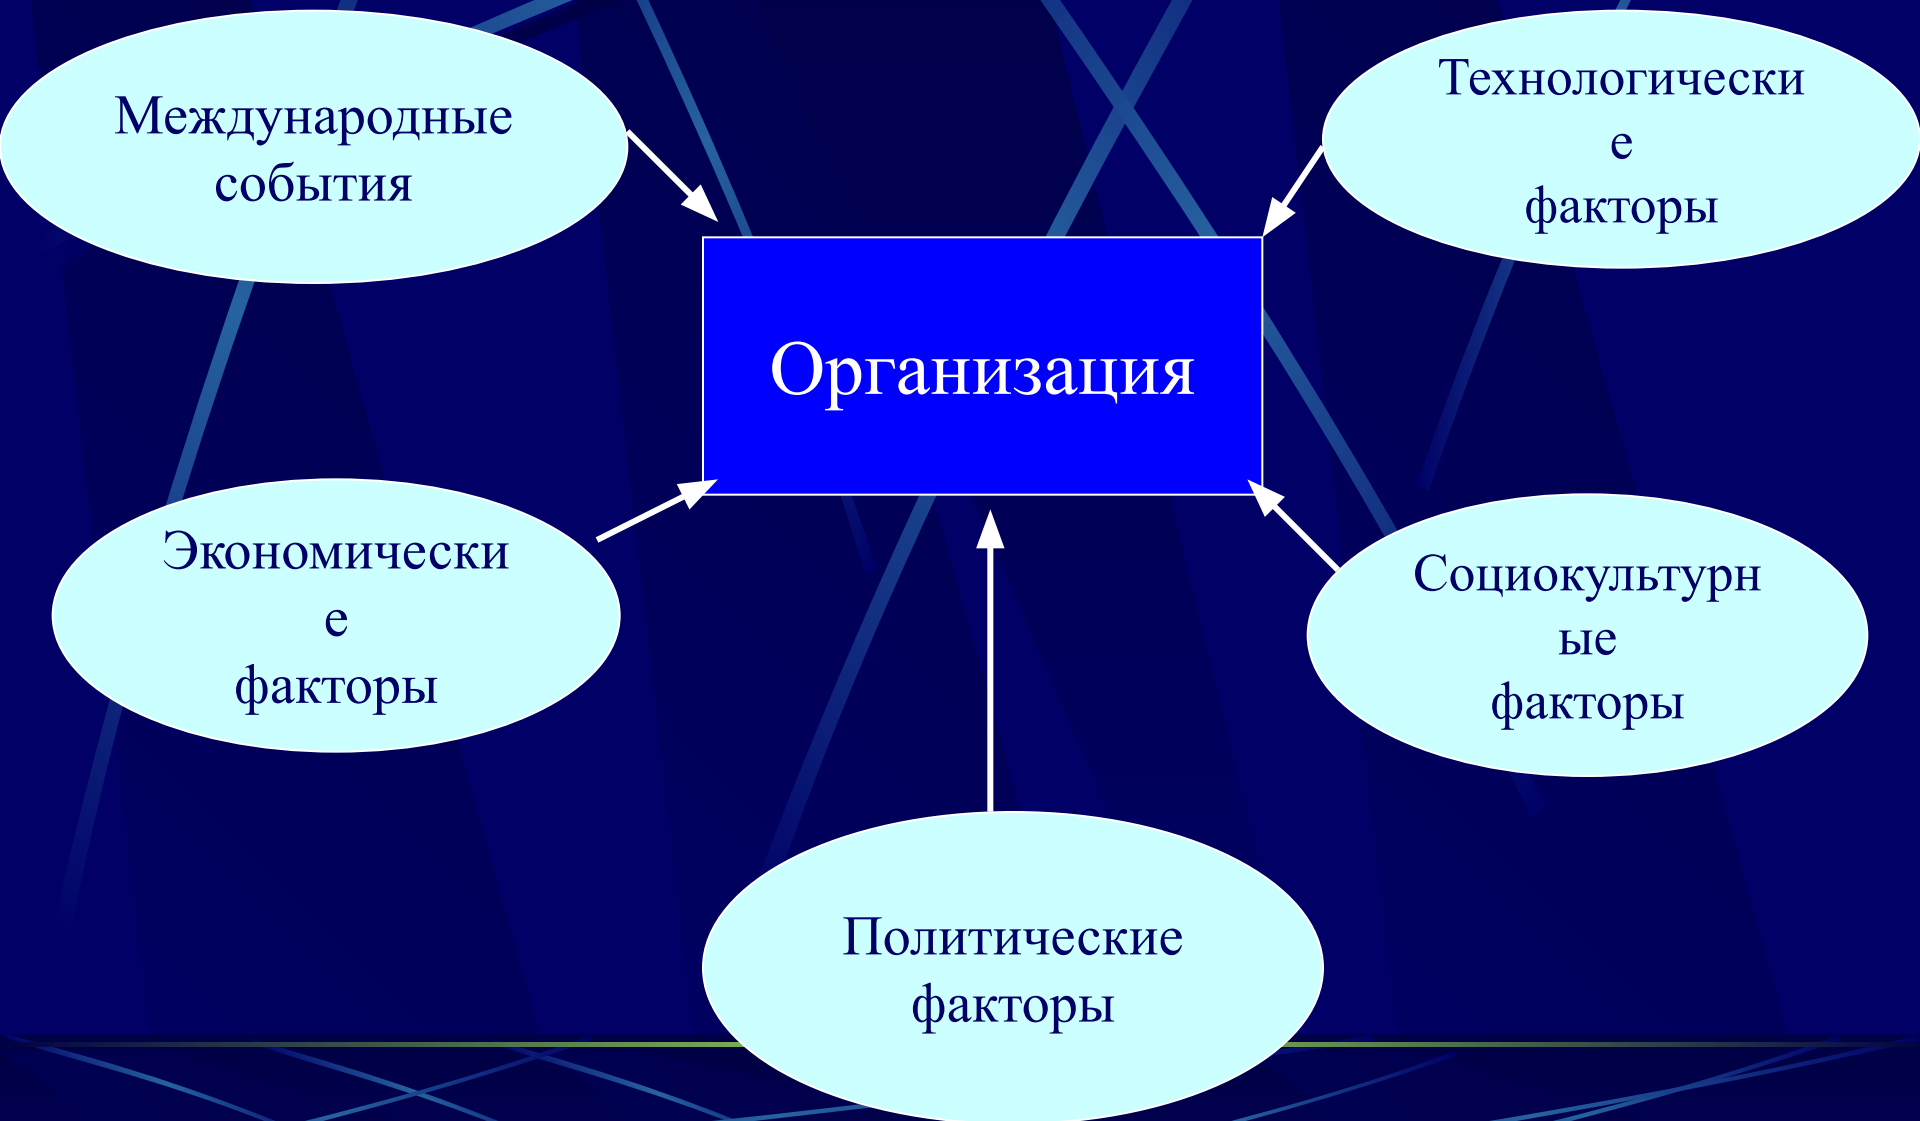 Международные
события
Технологически
е
факторы
Организация
Экономически
е
факторы
Социокультурн
ые
факторы
Политические
факторы